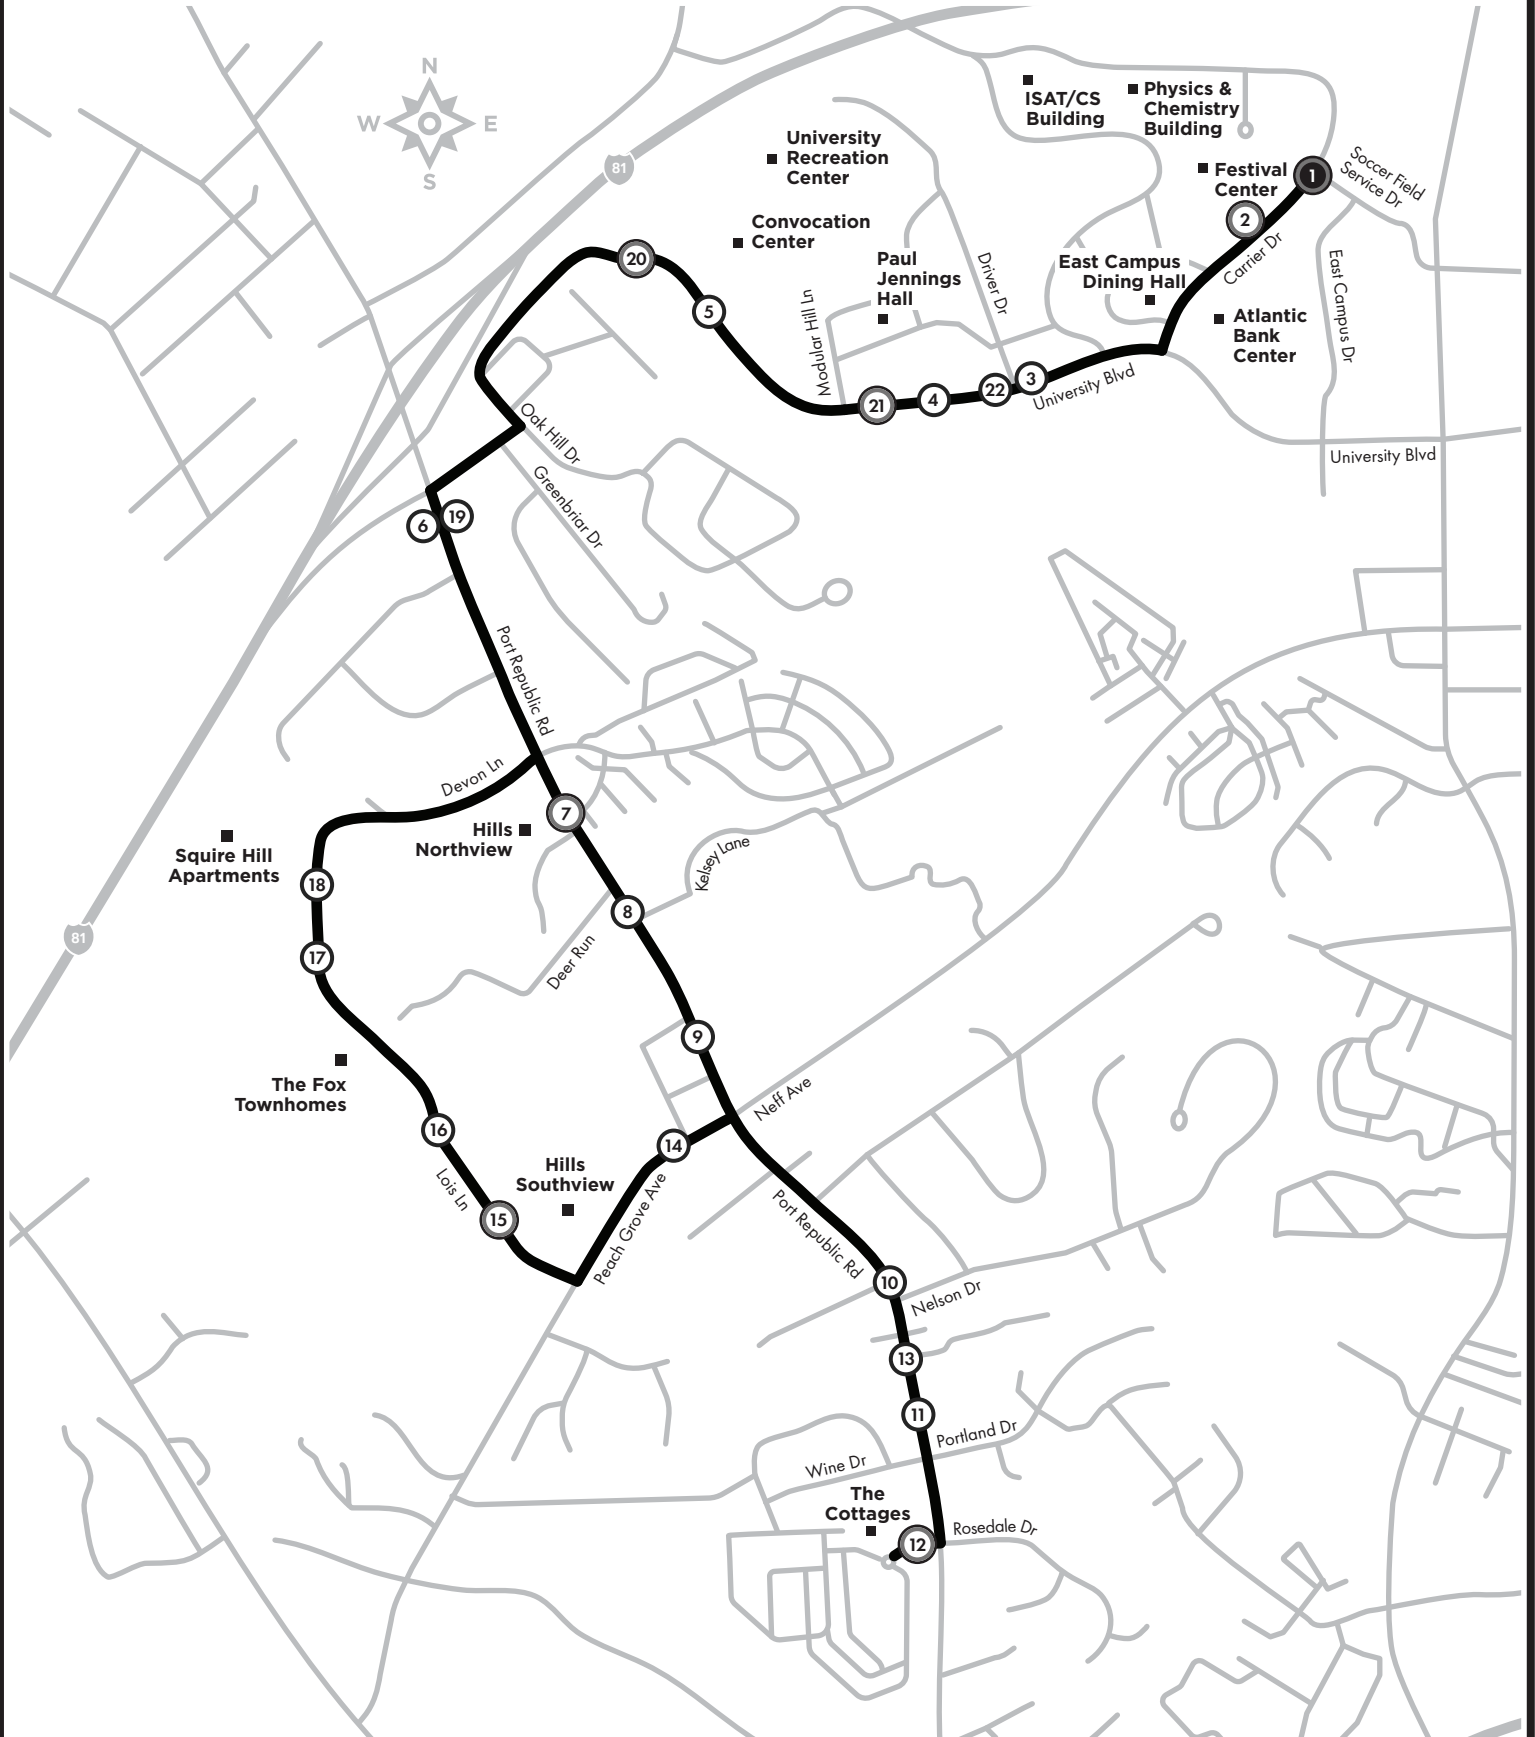 N
W
E
S
81
ISAT/CS
Building
Physics &
Chemistry
Building
University
Recreation
Center
Festival
Center
1
Soccer Field
Service Dr
2
Convocation
Center
Carrier Dr
Paul
Jennings
Hall
Driver Dr
East Campus
Dining Hall
East Campus Dr
20
5
Modular Hill Ln
Atlantic
Bank
Center
21
4
22
3
University Blvd
University Blvd
Oak Hill Dr
Greenbriar Dr
6
19
Port Republic Rd
Devon Ln
7
Hills
Northview
Squire Hill
Apartments
Kelsey Lane
18
8
81
17
Deer Run
9
The Fox
Townhomes
Neff Ave
16
14
Hills
Southview
Lois Ln
15
Peach Grove Ave
Port Republic Rd
10
Nelson Dr
13
11
Portland Dr
Wine Dr
The
Cottages
12
Rosedale Dr